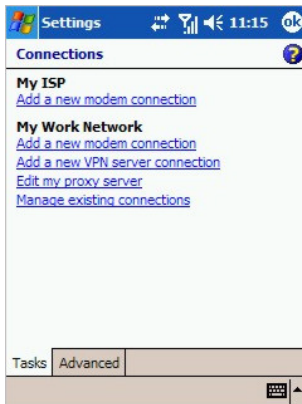 Settings 11:15 ok
Connections ?
My ISP
Add a new modem connection
My Work Network
Add a new modem connection
Add a new VPN server connection
Edit my proxy server
Manage existing connections
Tasks Advanced